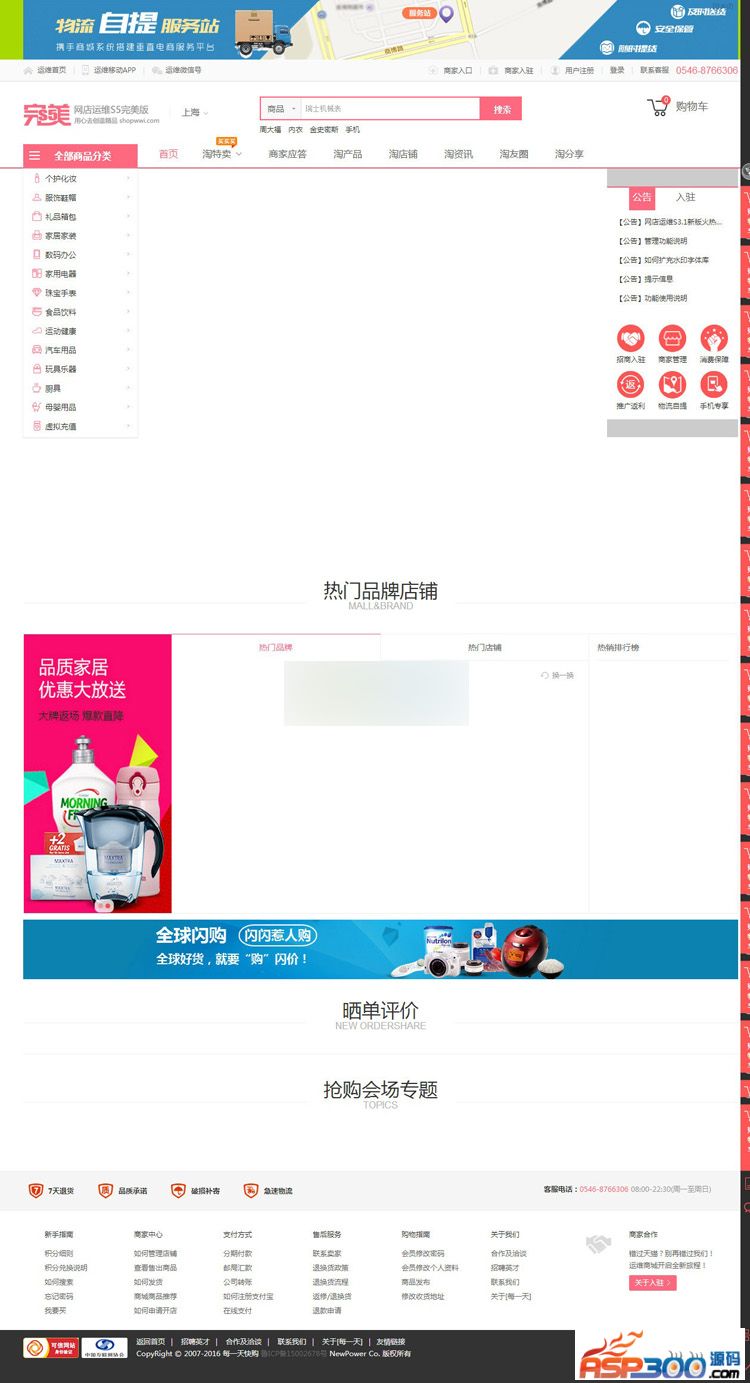 物流 自提 服务站
携手商城系统搭建垂直电商服务平台
服务站
及时送货
安全保管
照明提货
运维首页 运维移动APP 运维微信号
商家入口 商家入驻 用户注册 登录 联系客服 0546-8766306
完美 网店运维S5完美版
用心去创造精品 shopwwi.com
上海
商品 瑞士机械表 搜索
0 购物车
周大福 内衣 金史密斯 手机
全部商品分类
买买买
首页 淘特卖 商家应答 淘产品 淘店铺 淘资讯 淘友圈 淘分享
个护化妆
服饰鞋帽
礼品箱包
家居家装
数码办公
家用电器
珠宝手表
食品饮料
运动健康
汽车用品
玩具乐器
厨具
母婴用品
虚拟充值
公告 入驻
【公告】网店运维S3.1新版火热...
【公告】管理功能说明
【公告】如何扩充水印字体库
【公告】提示信息
【公告】功能使用说明
招商入驻 商家管理 消费保障
返
推广返利 物流自提 手机专享
热门品牌店铺
MALL&BRAND
热门品牌 热门店铺 热销排行榜
换一换
品质家居
优惠大放送
大牌返场 爆款直降
MORNING
+2
GRATIS
MAXTRA
MAXTRA
全球闪购 闪闪惹人购
全球好货，就要“购”闪价！
Nutrilon
晒单评价
NEW ORDERSHARE
抢购会场专题
TOPICS
7天退货 品质承诺 破损补寄 急速物流
客服电话：0546-8766306 08:00-22:30(周一至周日)
新手指南
积分细则
积分兑换说明
如何搜索
忘记密码
我要买
商家中心
如何管理店铺
查看售出商品
如何发货
商城商品推荐
如何申请开店
支付方式
分期付款
邮局汇款
公司转账
如何注册支付宝
在线支付
售后服务
联系卖家
退换货政策
退换货流程
返修/退换货
退款申请
购物指南
会员修改密码
会员修改个人资料
商品发布
修改收货地址
关于我们
合作及洽谈
招聘英才
联系我们
关于[每一天]
商家合作
错过天猫？别再错过我们！
运维商城开启全新旅程！
关于入驻 >
可信网站
身份验证
中国互联网协会
返回首页 | 招聘英才 | 合作及洽谈 | 联系我们 | 关于[每一天] | 友情链接
CopyRight © 2007-2016 每一天快购 鲁ICP备15002678号 NewPower Co. 版权所有
ASP300源码
.com